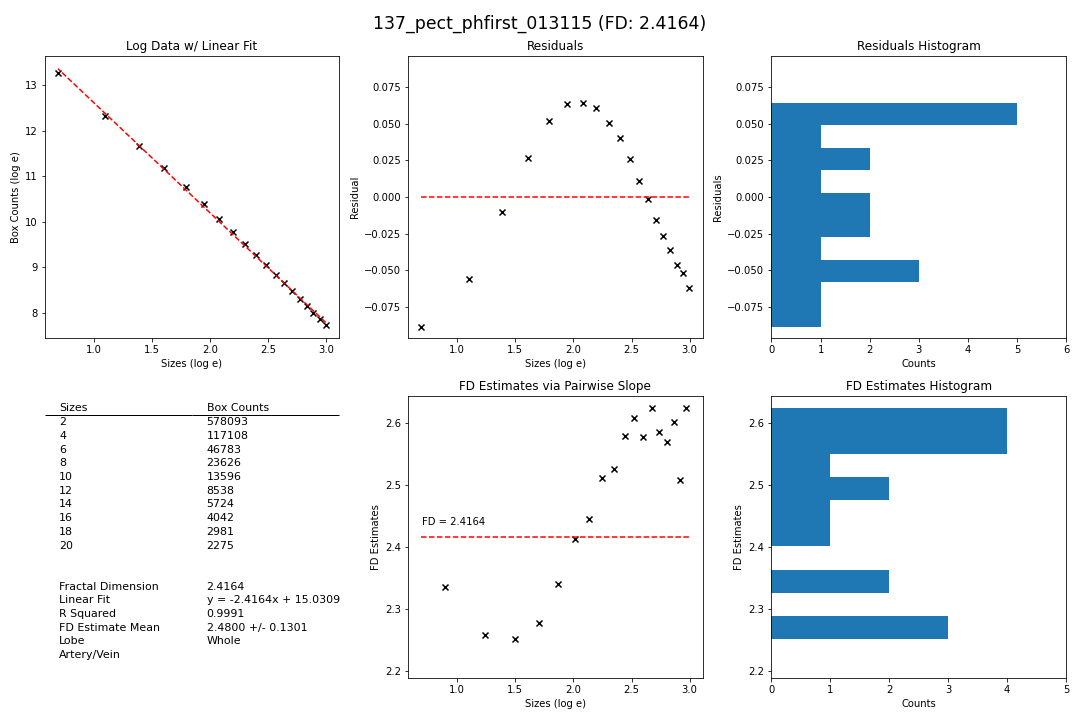 137_pect_phfirst_013115 (FD: 2.4164)
Log Data w/ Linear Fit
Box Counts (log e)
13
12
11
10
9
8
1.0 1.5 2.0 2.5 3.0
Sizes (log e)
Residuals
Residual
0.075
0.050
0.025
0.000
−0.025
−0.050
−0.075
1.0 1.5 2.0 2.5 3.0
Sizes (log e)
Residuals Histogram
Residuals
0.075
0.050
0.025
0.000
−0.025
−0.050
−0.075
0 1 2 3 4 5 6
Counts
Sizes Box Counts
2 578093
4 117108
6 46783
8 23626
10 13596
12 8538
14 5724
16 4042
18 2981
20 2275
Fractal Dimension 2.4164
Linear Fit y = -2.4164x + 15.0309
R Squared 0.9991
FD Estimate Mean 2.4800 +/- 0.1301
Lobe Whole
Artery/Vein
FD Estimates via Pairwise Slope
FD Estimates
2.6
2.5
2.4
2.3
2.2
FD = 2.4164
1.0 1.5 2.0 2.5 3.0
Sizes (log e)
FD Estimates Histogram
FD Estimates
2.6
2.5
2.4
2.3
2.2
0 1 2 3 4 5
Counts